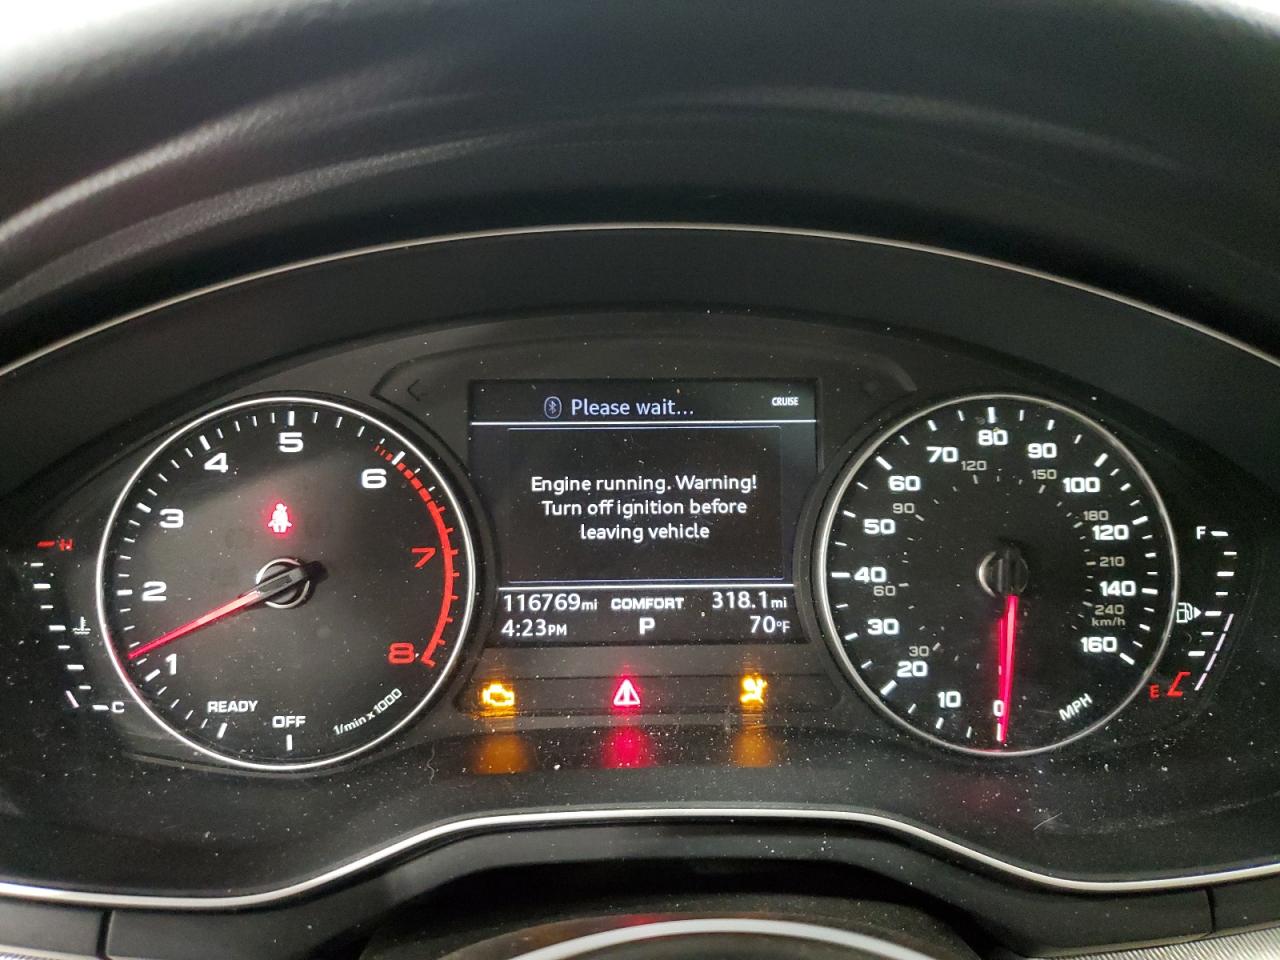 Please wait...
CRUISE
Engine running. Warning!
Turn off ignition before
leaving vehicle
116769mi COMFORT 318.1mi
4:23PM P 70°F
H
C
1
2
3
4
5
6
7
8
READY
OFF
1/min x 1000
0
10
20
30
40
50
60
70
80
90
100
120
140
160
MPH
30
60
90
120
150
180
210
240
km/h
F
E